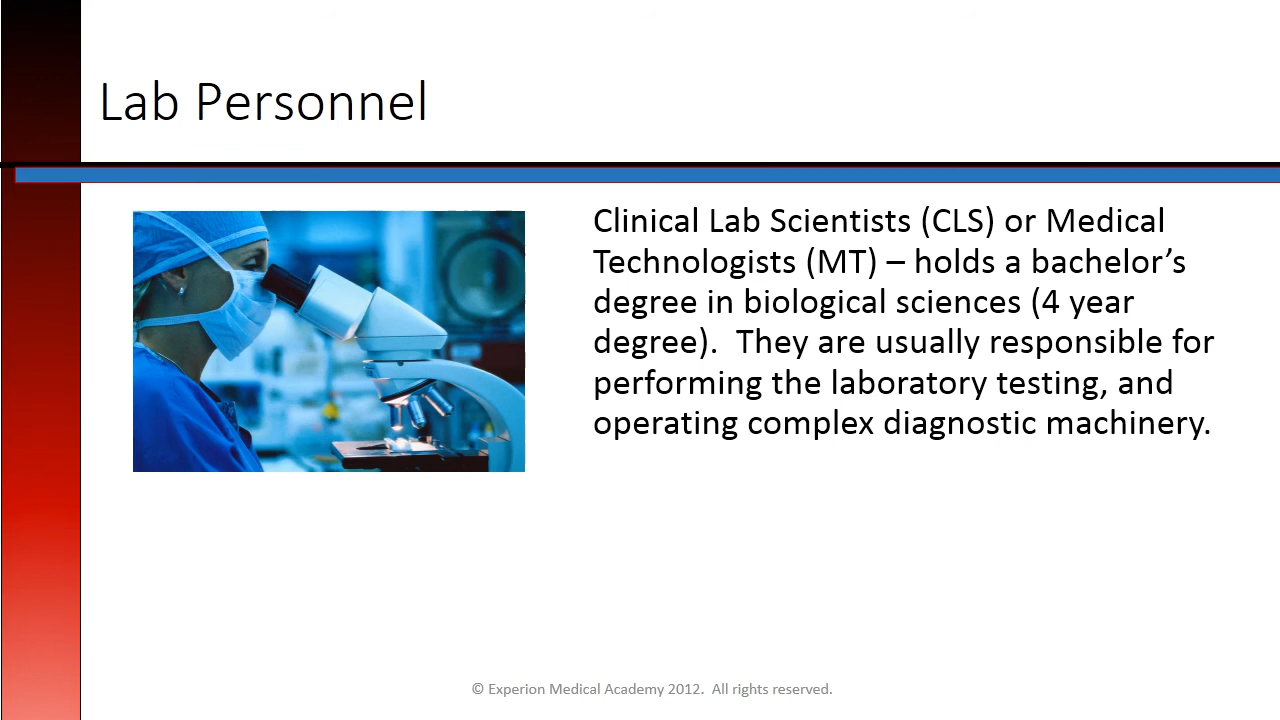 Lab Personnel
Clinical Lab Scientists (CLS) or Medical
Technologists (MT) – holds a bachelor’s
degree in biological sciences (4 year
degree).  They are usually responsible for
performing the laboratory testing, and
operating complex diagnostic machinery.
© Experion Medical Academy 2012.  All rights reserved.